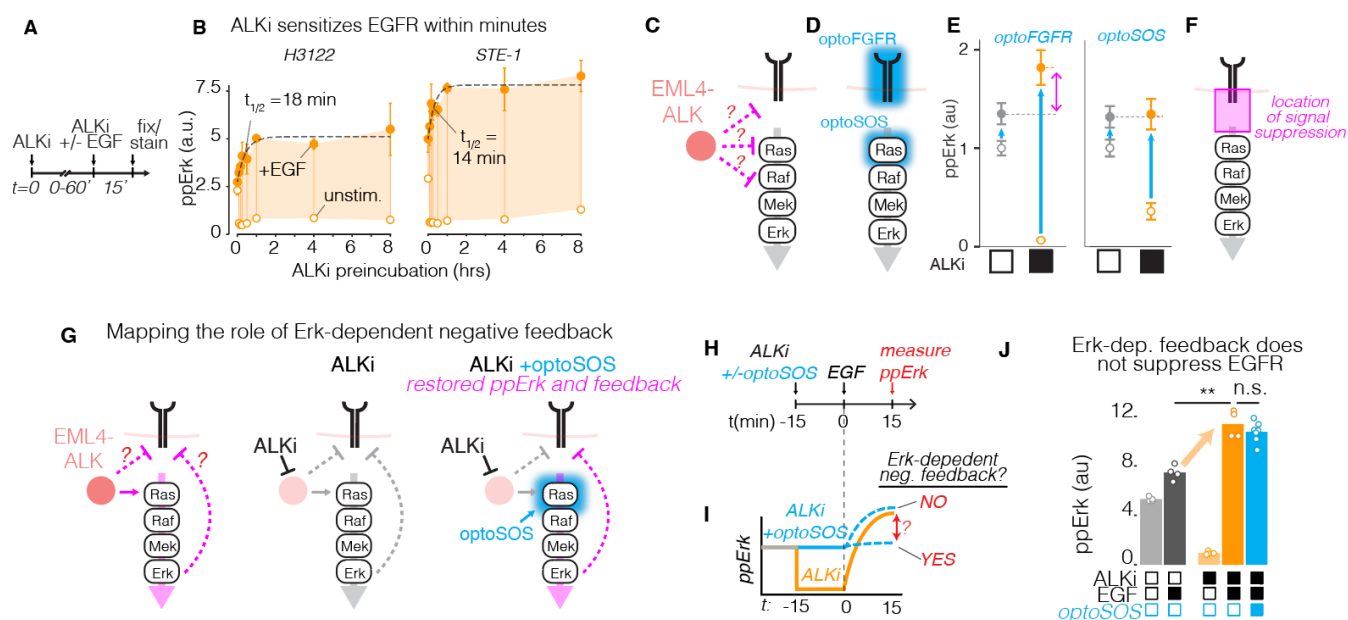 A
ALKi
ALKi
+/- EGF
fix/
stain
t=0
0-60'
15'
B
ALKi sensitizes EGFR within minutes
H3122
STE-1
7.5
5
2.5
0
ppErk (a.u.)
t1/2 =18 min
+EGF
unstim.
t1/2 =
14 min
0 2 4 6 8
0 2 4 6 8
ALKi preincubation (hrs)
C
EML4-
ALK
?
?
?
Ras
Raf
Mek
Erk
D
optoFGFR
optoSOS
Ras
Raf
Mek
Erk
E
optoFGFR
optoSOS
2
1
0
ppErk (au)
ALKi
F
location of
signal
suppression
Ras
Raf
Mek
Erk
G
Mapping the role of Erk-dependent negative feedback
EML4-
ALK
?
?
Ras
Raf
Mek
Erk
ALKi
ALKi
Ras
Raf
Mek
Erk
ALKi +optoSOS
restored ppErk and feedback
ALKi
optoSOS
Ras
Raf
Mek
Erk
H
ALKi
+/-optoSOS
EGF
measure
ppErk
t(min)
-15
0
15
I
Erk-depedent
neg. feedback?
ALKi
+optoSOS
NO
?
YES
ALKi
ppErk
t:
-15
0
15
J
Erk-dep. feedback does
not suppress EGFR
**
n.s.
12.
8.
4.
0.
ppErk (au)
ALKi
EGF
optoSOS